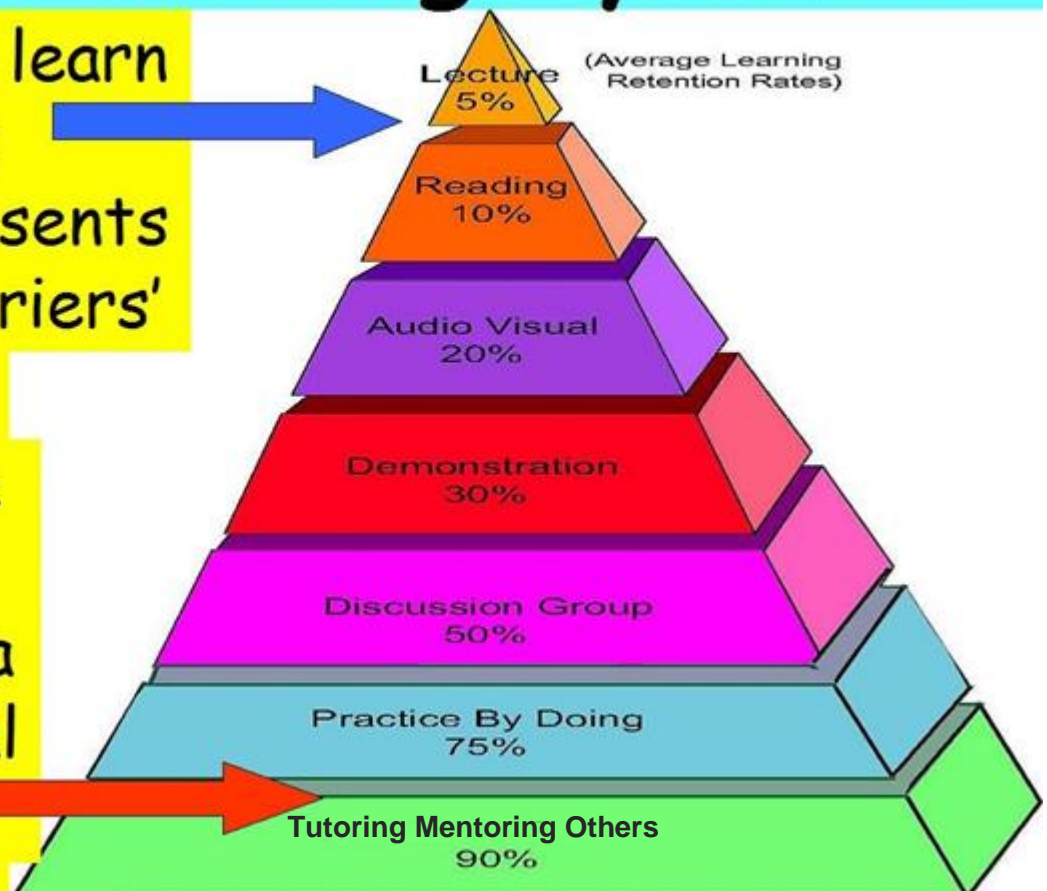 learn
sents
riers'
a
Lecture
5%
(Average Learning
Retention Rates)
Reading
10%
Audio Visual
20%
Demonstration
30%
Discussion Group
50%
Practice By Doing
75%
Tutoring Mentoring Others
90%